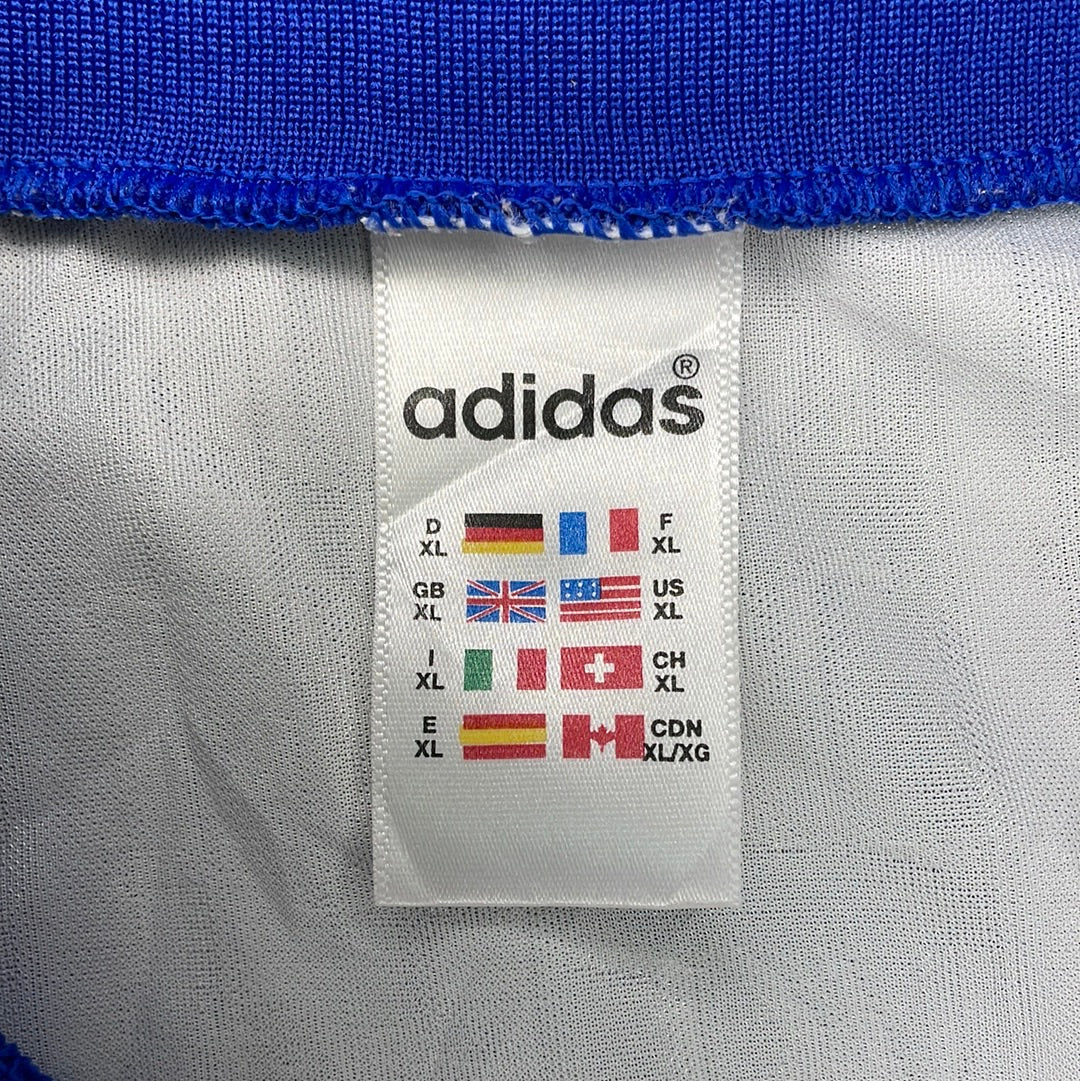 adidas®
D F
XL XL
GB US
XL XL
I CH
XL XL
E CDN
XL XL/XG